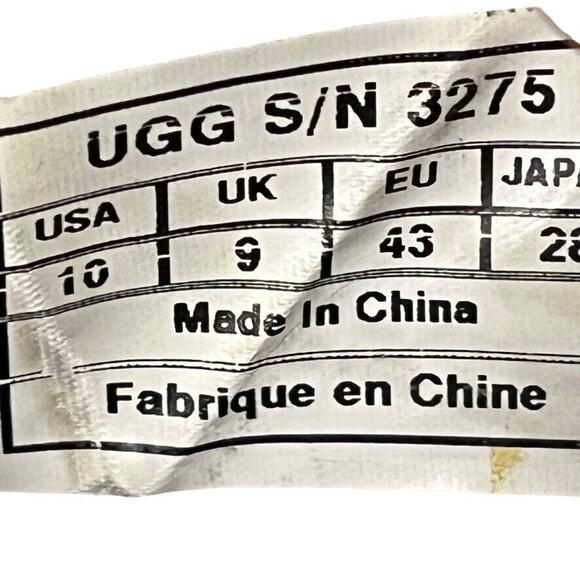 UGG S/N 3275
USA UK EU
10 9 43
Made In China
Fabrique en Chine